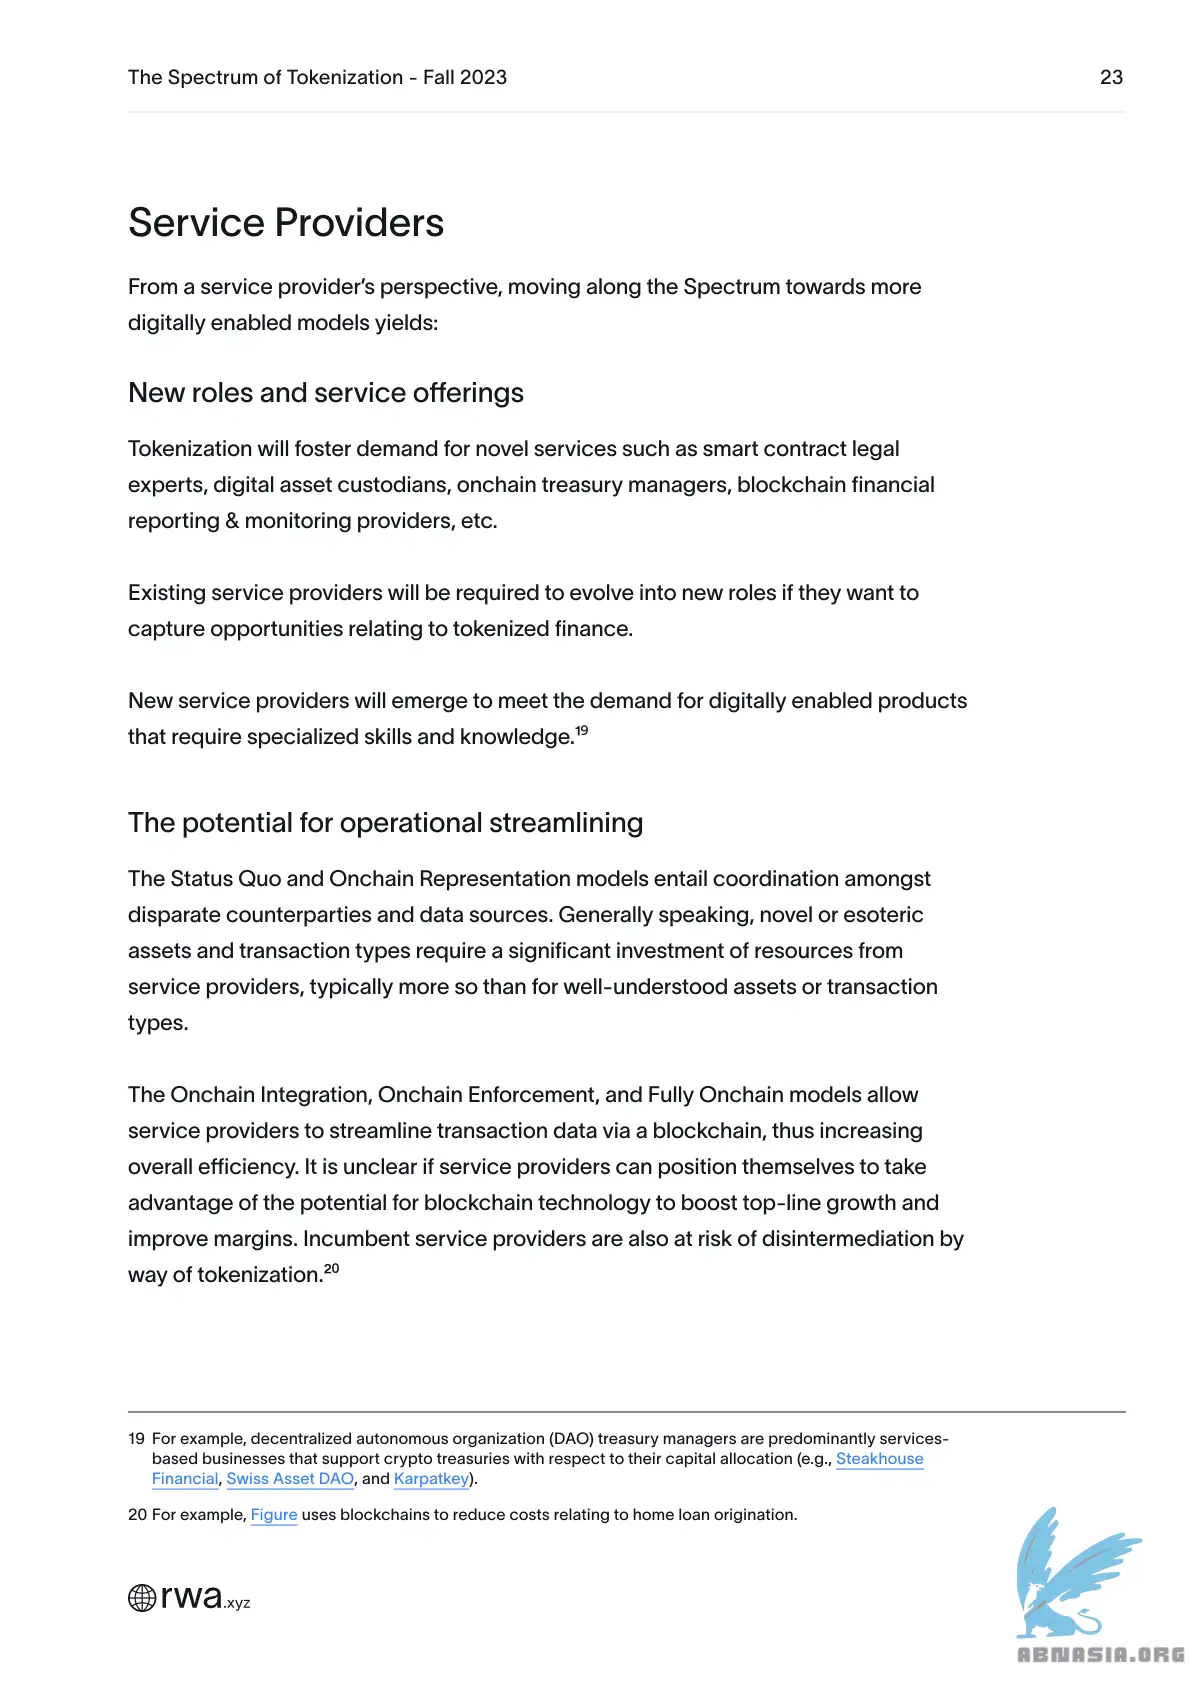 The Spectrum of Tokenization - Fall 2023
23
Service Providers
From a service provider’s perspective, moving along the Spectrum towards more
digitally enabled models yields:
New roles and service offerings
Tokenization will foster demand for novel services such as smart contract legal
experts, digital asset custodians, onchain treasury managers, blockchain financial
reporting & monitoring providers, etc.
Existing service providers will be required to evolve into new roles if they want to
capture opportunities relating to tokenized finance.
New service providers will emerge to meet the demand for digitally enabled products
that require specialized skills and knowledge.¹⁹
The potential for operational streamlining
The Status Quo and Onchain Representation models entail coordination amongst
disparate counterparties and data sources. Generally speaking, novel or esoteric
assets and transaction types require a significant investment of resources from
service providers, typically more so than for well-understood assets or transaction
types.
The Onchain Integration, Onchain Enforcement, and Fully Onchain models allow
service providers to streamline transaction data via a blockchain, thus increasing
overall efficiency. It is unclear if service providers can position themselves to take
advantage of the potential for blockchain technology to boost top-line growth and
improve margins. Incumbent service providers are also at risk of disintermediation by
way of tokenization.²⁰
19 For example, decentralized autonomous organization (DAO) treasury managers are predominantly services-
based businesses that support crypto treasuries with respect to their capital allocation (e.g., Steakhouse
Financial, Swiss Asset DAO, and Karpatkey).
20 For example, Figure uses blockchains to reduce costs relating to home loan origination.
rwa.xyz
ABNASIA.ORG